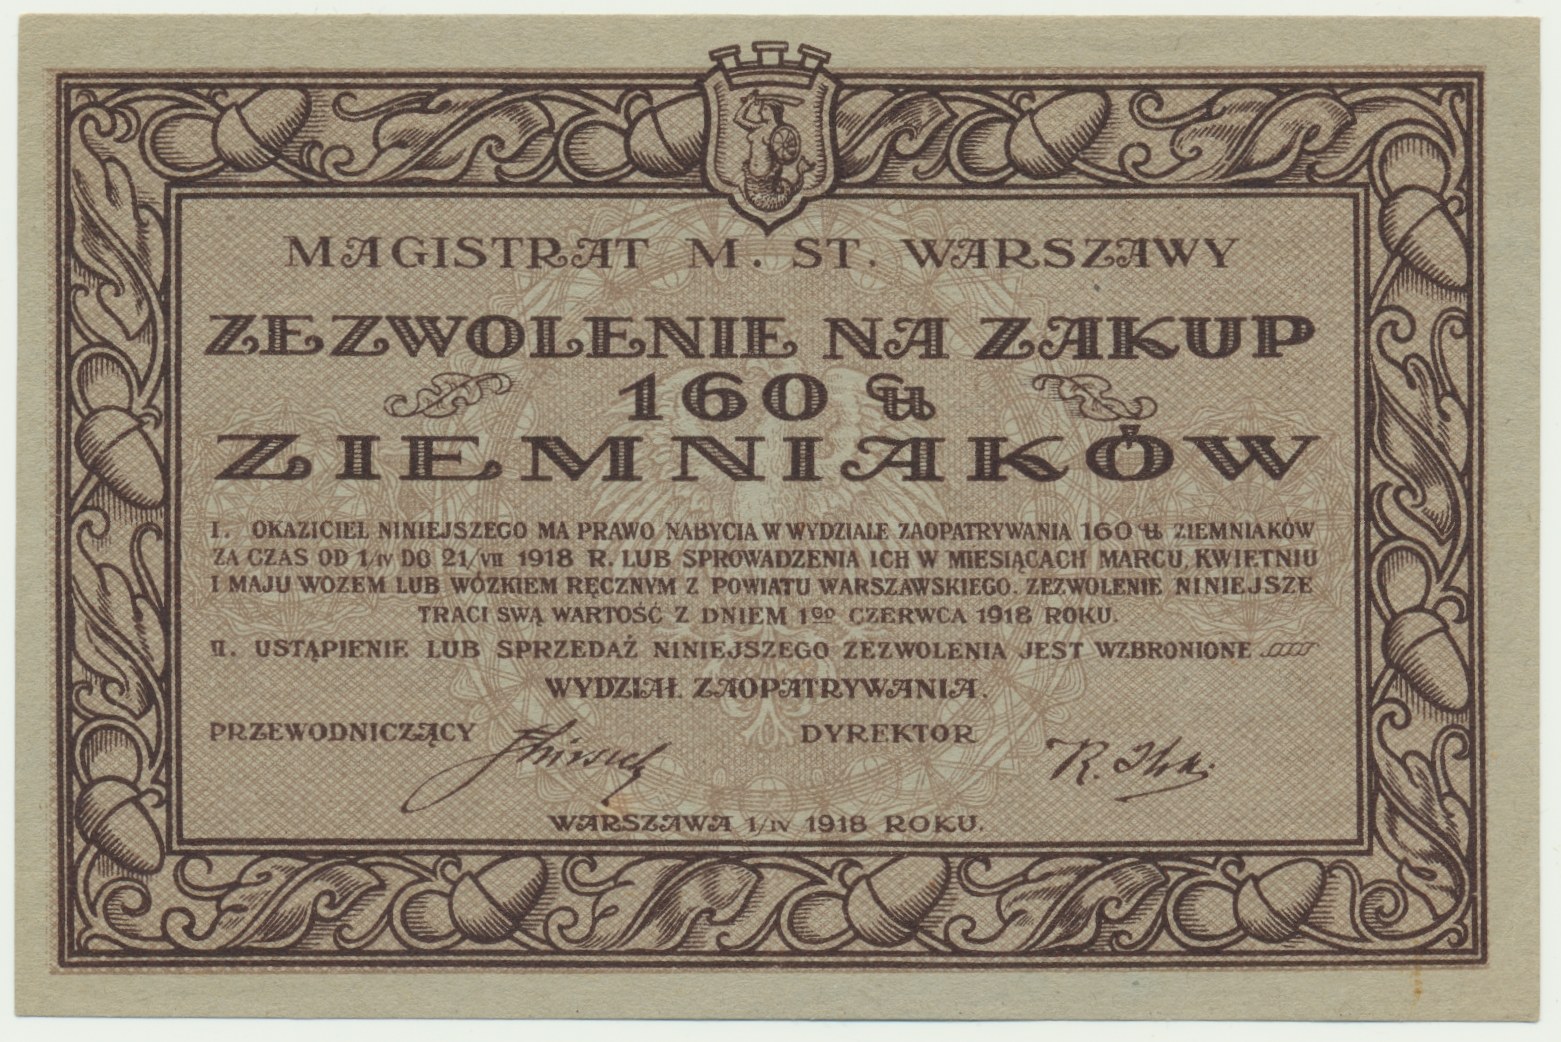 MAGISTRAT M. ST. WARSZAWY
ZEZWOLENIE NA ZAKUP
160 ℔
ZIEMNIAKÓW
I. OKAZICIEL NINIEJSZEGO MA PRAWO NABYCIA W WYDZIALE ZAOPATRYWANIA 160 ℔ ZIEMNIAKÓW
ZA CZAS OD 1/IV DO 21/VII 1918 R. LUB SPROWADZENIA ICH W MIESIĄCACH MARCU, KWIETNIU
I MAJU WOZEM LUB WÓZKIEM RĘCZNYM Z POWIATU WARSZAWSKIEGO. ZEZWOLENIE NINIEJSZE
TRACI SWĄ WARTOŚĆ Z DNIEM 1GO CZERWCA 1918 ROKU.
II. USTĄPIENIE LUB SPRZEDAŻ NINIEJSZEGO ZEZWOLENIA JEST WZBRONIONE
WYDZIAŁ ZAOPATRYWANIA.
PRZEWODNICZĄCY DYREKTOR
WARSZAWA 1/IV 1918 ROKU.